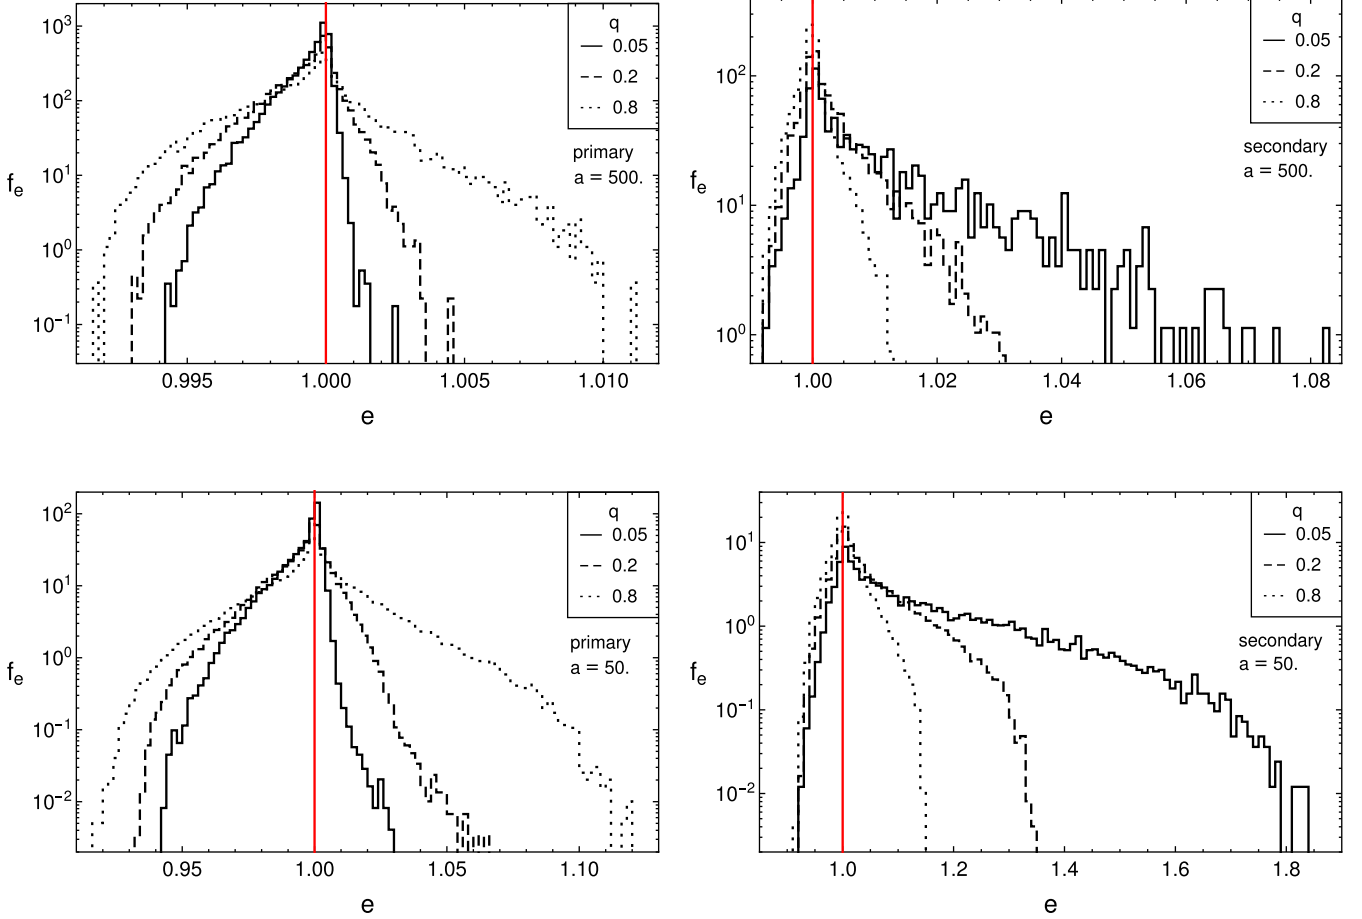 10³
10²
10¹
10⁰
10⁻¹
fₑ
0.995
1.000
1.005
1.010
e
q
0.05
0.2
0.8
primary
a = 500.
10²
10¹
10⁰
fₑ
1.00
1.02
1.04
1.06
1.08
e
q
0.05
0.2
0.8
secondary
a = 500.
10²
10¹
10⁰
10⁻¹
10⁻²
fₑ
0.95
1.00
1.05
1.10
e
q
0.05
0.2
0.8
primary
a = 50.
10¹
10⁰
10⁻¹
10⁻²
fₑ
1.0
1.2
1.4
1.6
1.8
e
q
0.05
0.2
0.8
secondary
a = 50.